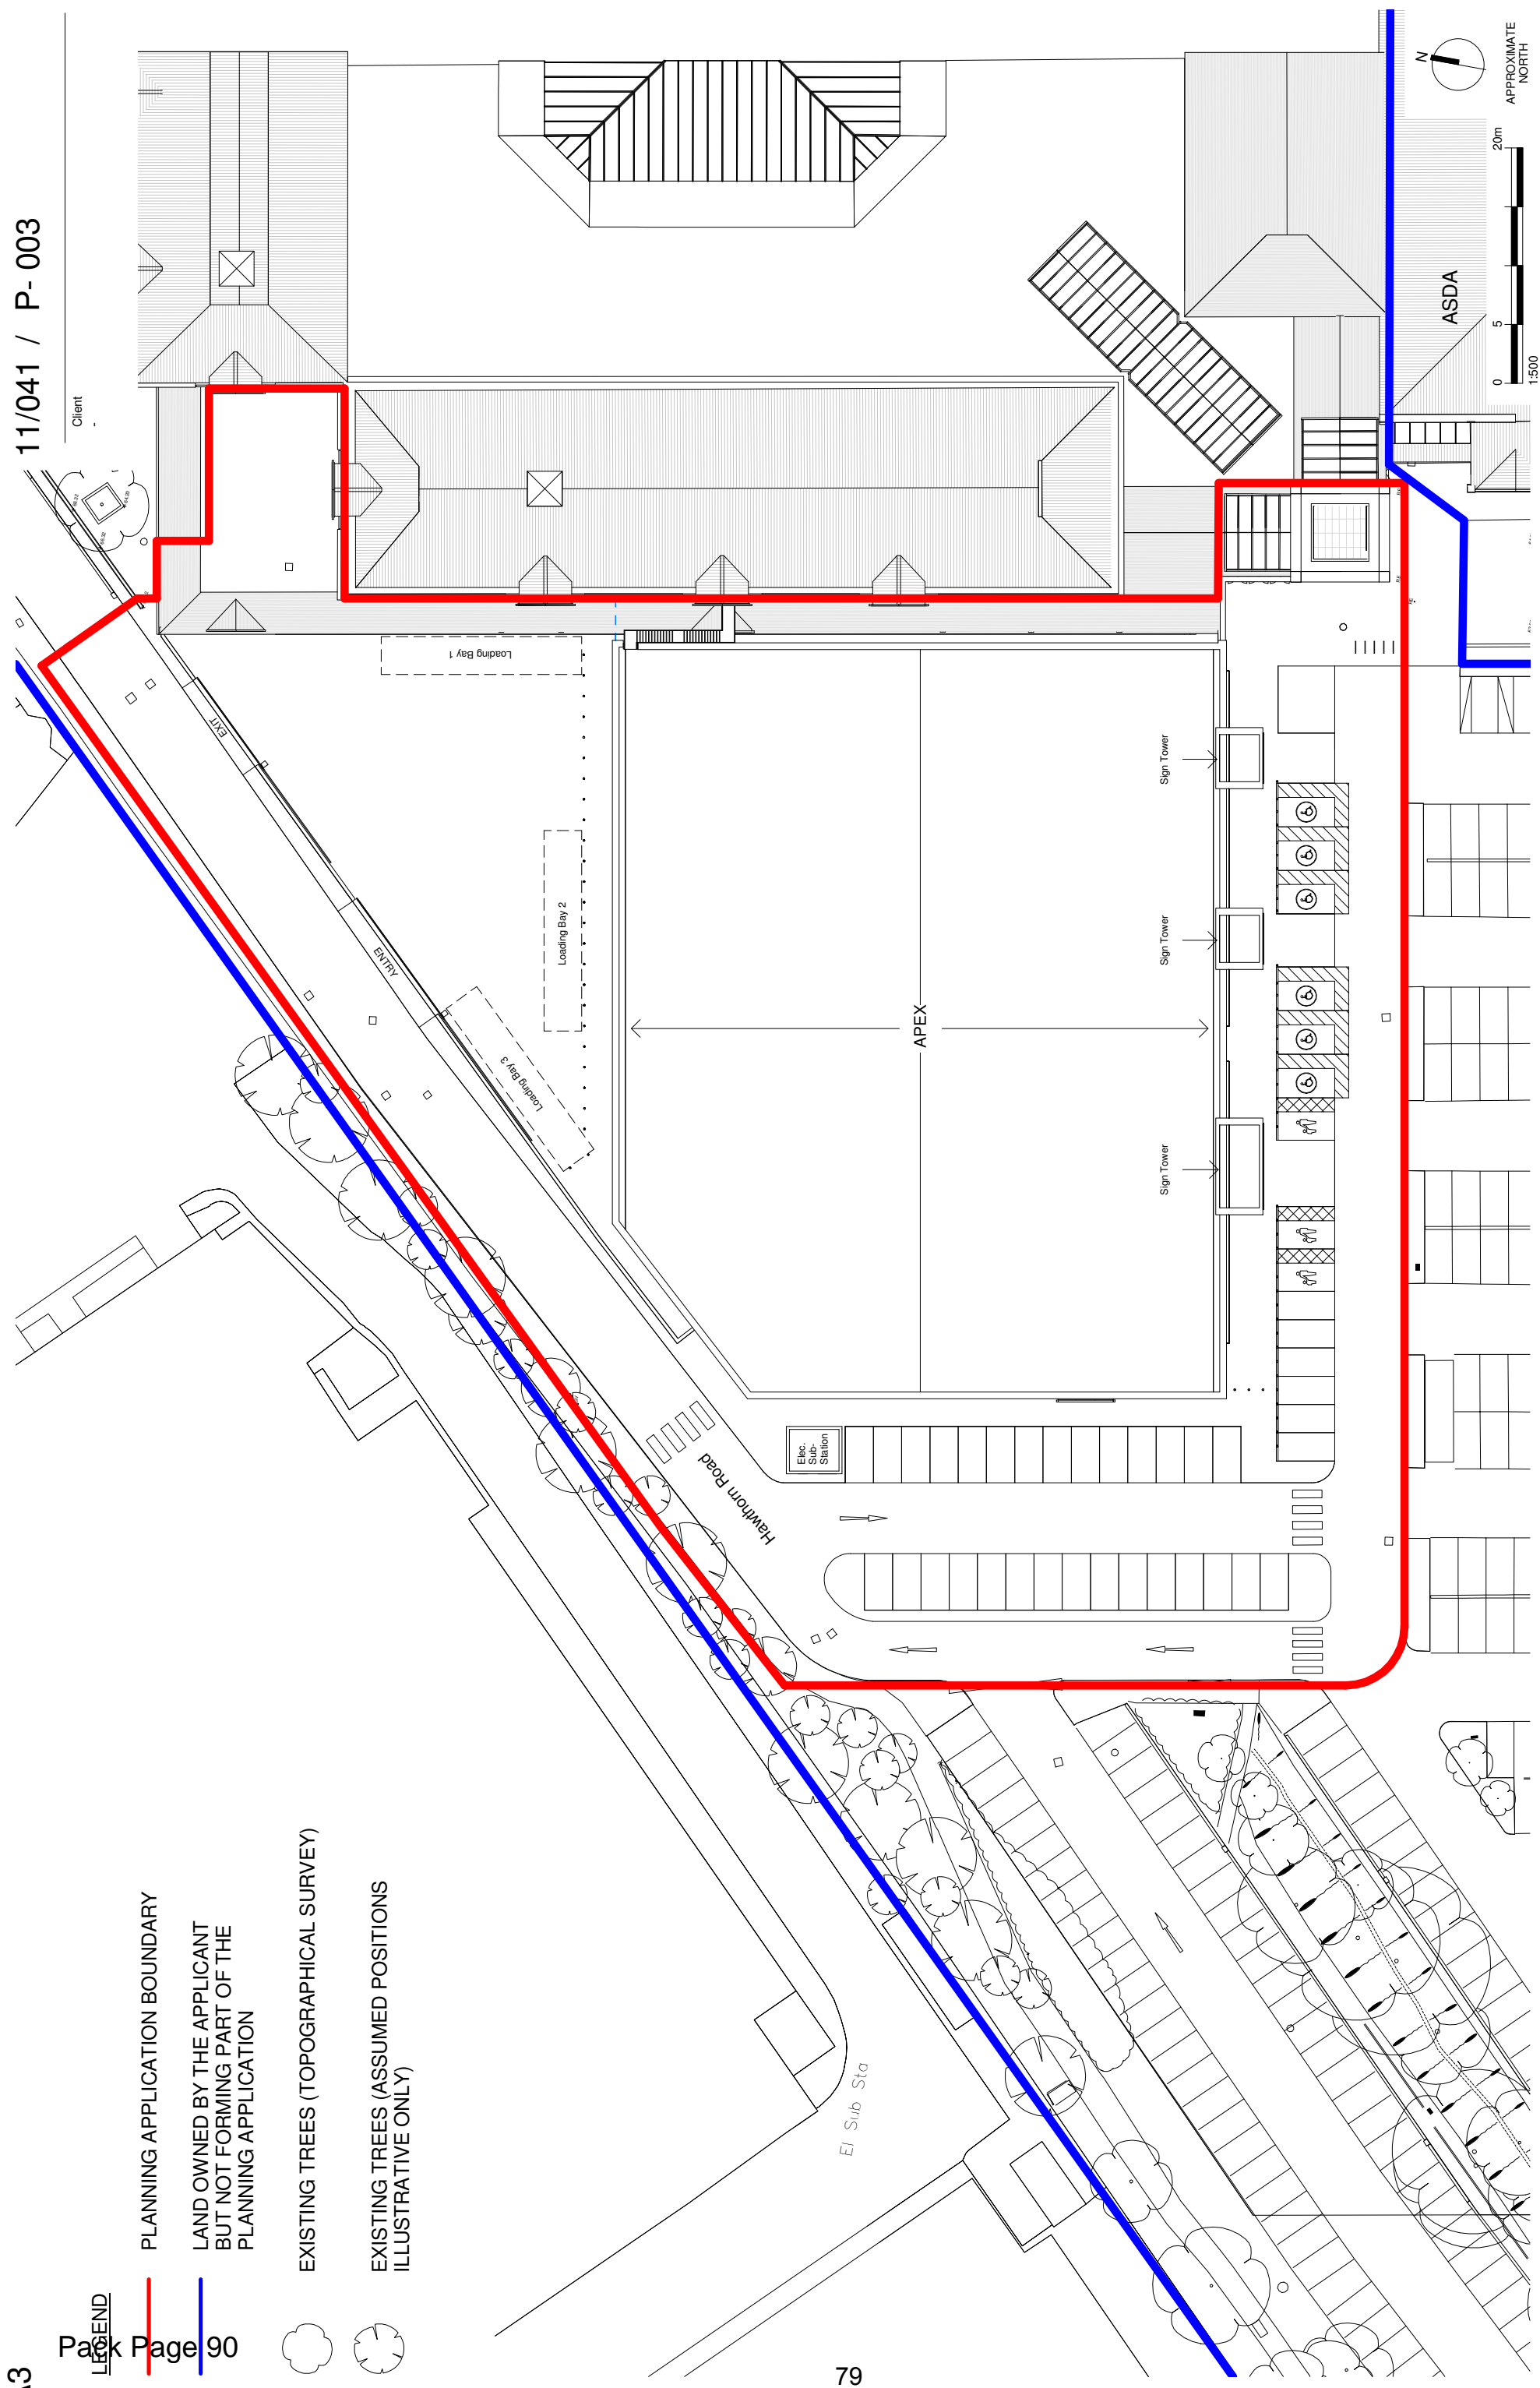 11/041 / P- 003
Client
-
N
APPROXIMATE
NORTH
0
5
20m
1:500
ASDA
EXIT
ENTRY
Loading Bay 1
Loading Bay 2
Loading Bay 3
APEX
Sign Tower
Sign Tower
Sign Tower
Elec.
Sub-
Station
Hawthorn Road
El Sub Sta
LEGEND
PLANNING APPLICATION BOUNDARY
LAND OWNED BY THE APPLICANT
BUT NOT FORMING PART OF THE
PLANNING APPLICATION
EXISTING TREES (TOPOGRAPHICAL SURVEY)
EXISTING TREES (ASSUMED POSITIONS
ILLUSTRATIVE ONLY)
Pack Page 90
79